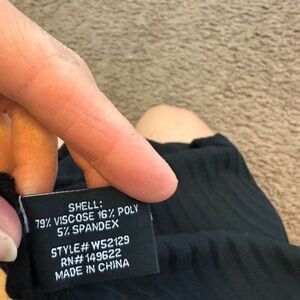 SHELL:
79% VISCOSE 16% POLY
5% SPANDEX
STYLE# W52129
RN# 149622
MADE IN CHINA